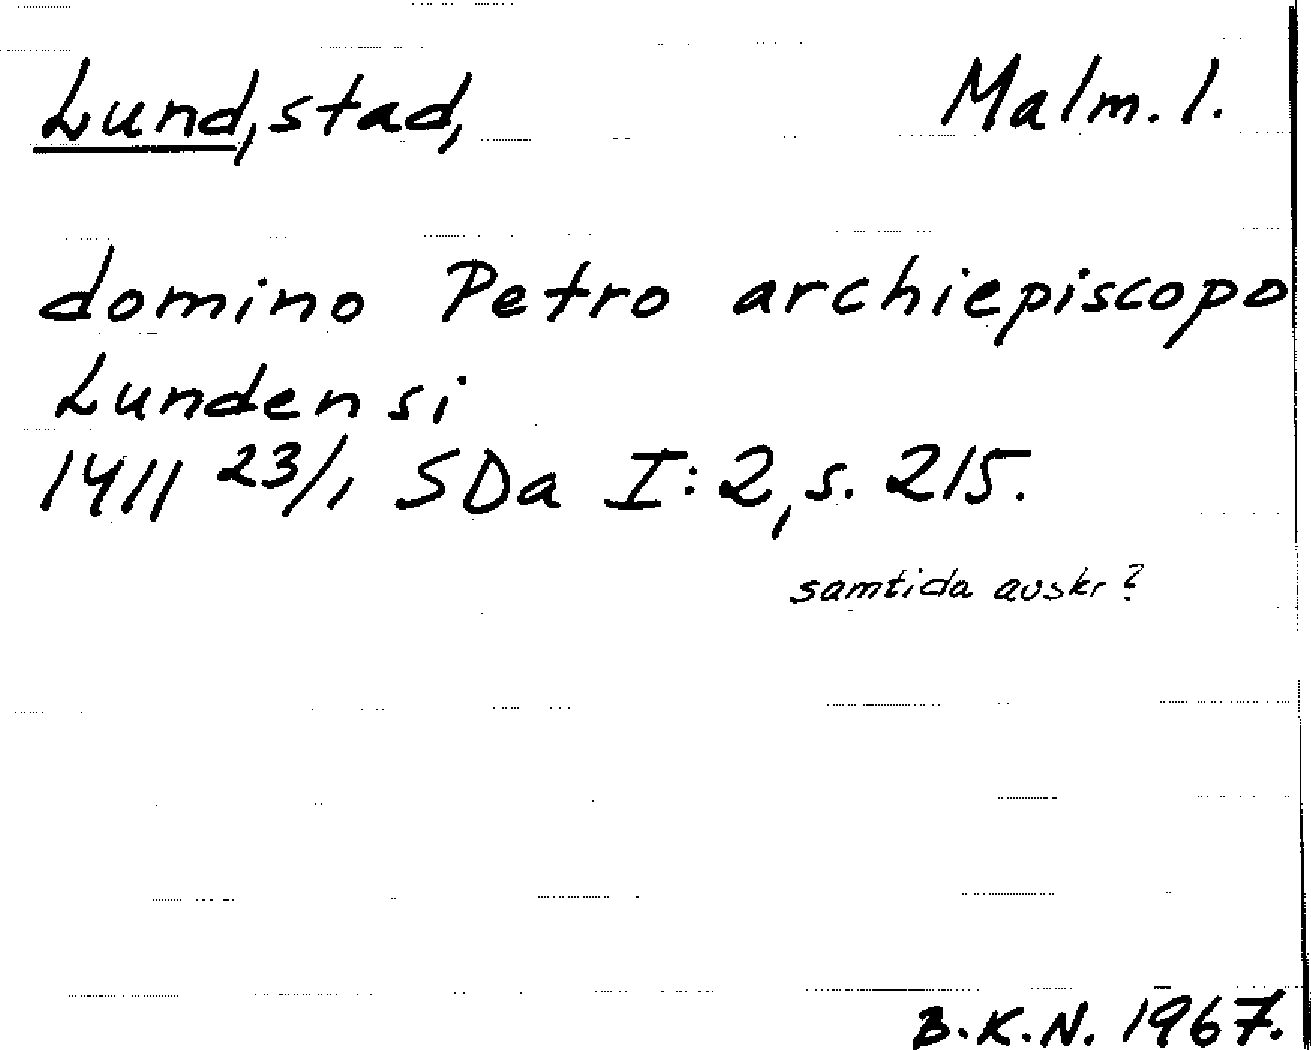 Lund, stad, Malm. l.
domino Petro archiepiscopo
Lundensi
1411 23/1 SDa I:2, s. 215.
samtida avskr?
B.K.N. 1967.